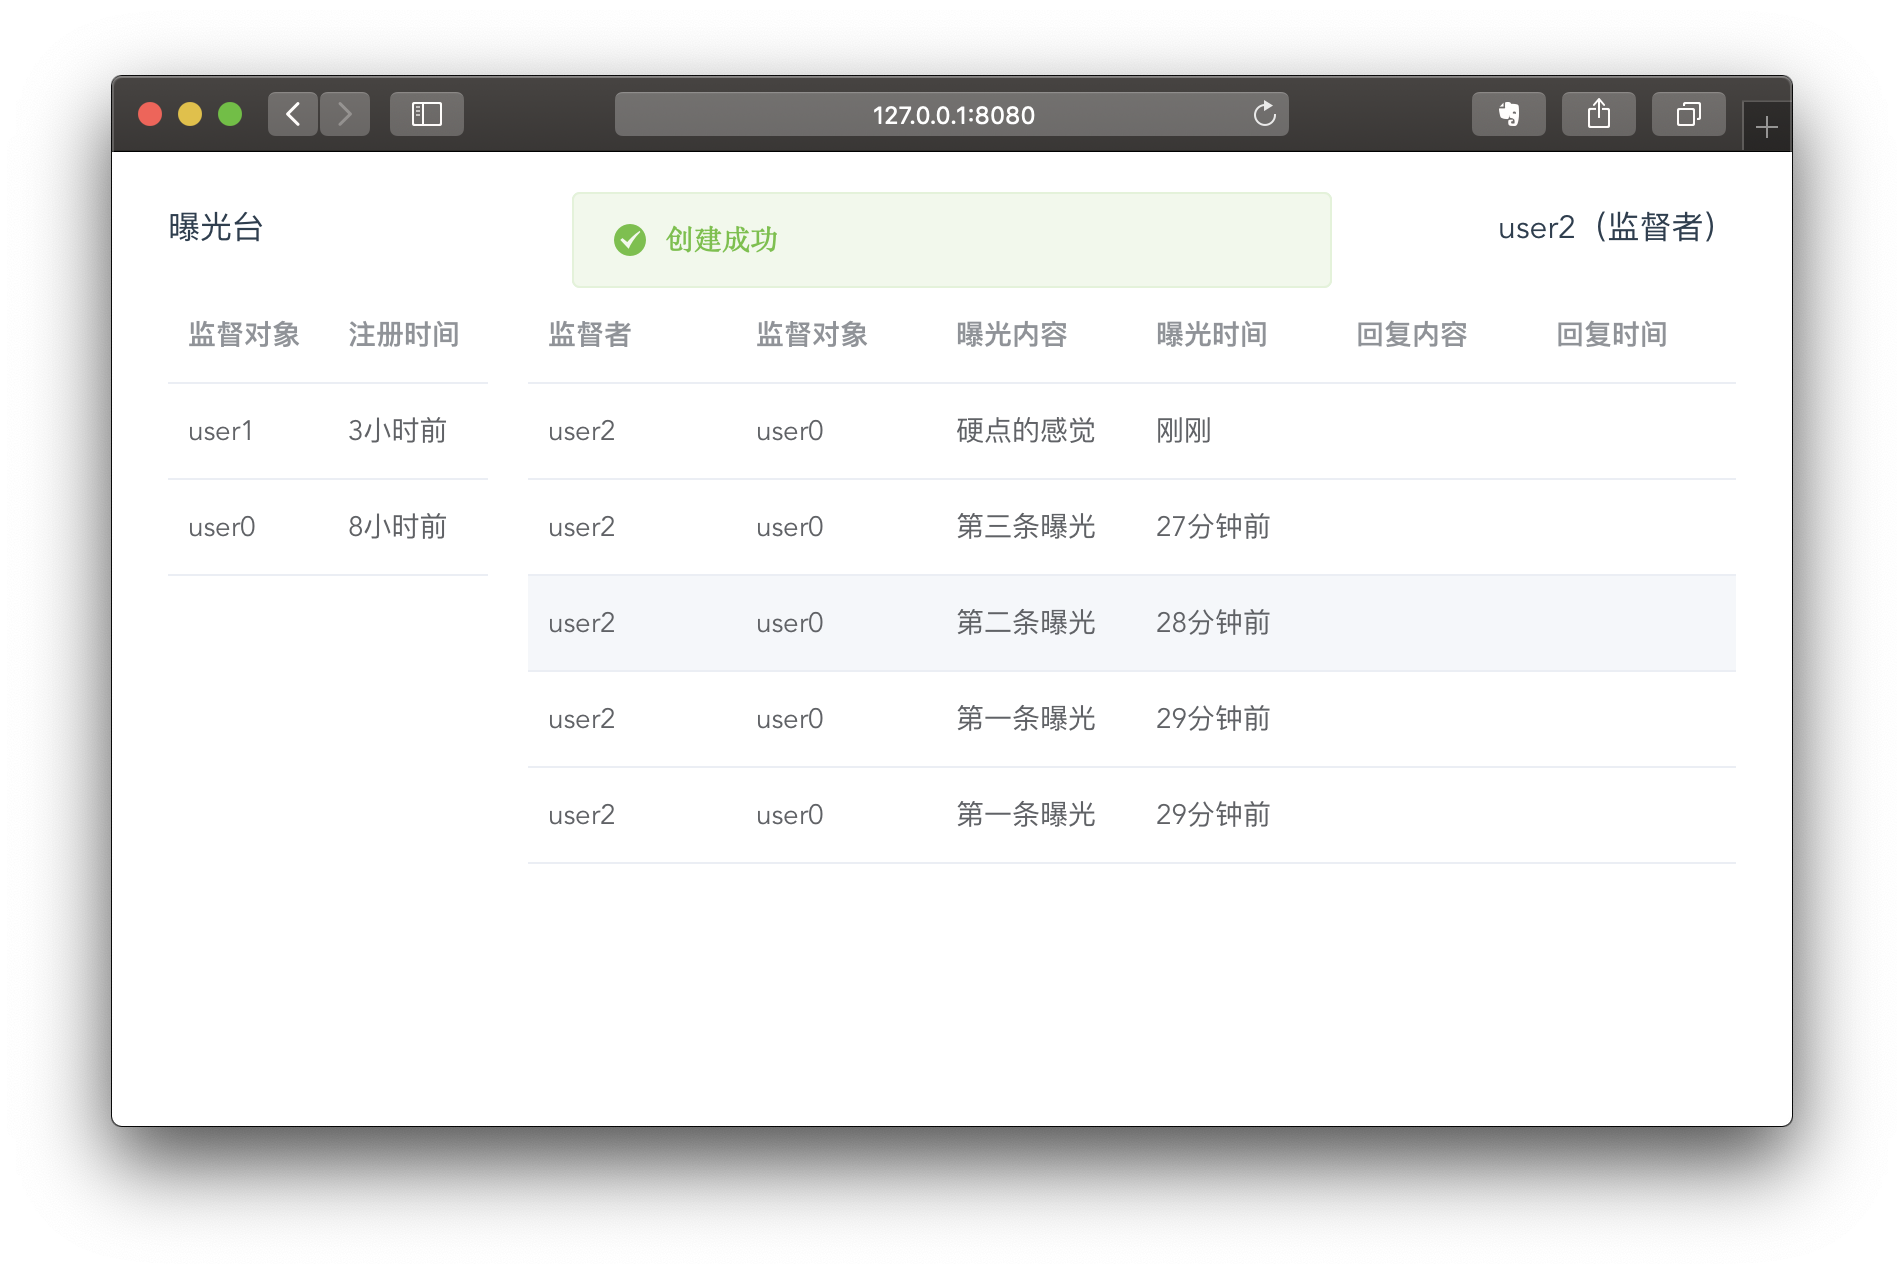 127.0.0.1:8080
曝光台
创建成功
user2（监督者）
监督对象 注册时间
user1 3小时前
user0 8小时前
监督者 监督对象 曝光内容 曝光时间 回复内容 回复时间
user2 user0 硬点的感觉 刚刚
user2 user0 第三条曝光 27分钟前
user2 user0 第二条曝光 28分钟前
user2 user0 第一条曝光 29分钟前
user2 user0 第一条曝光 29分钟前